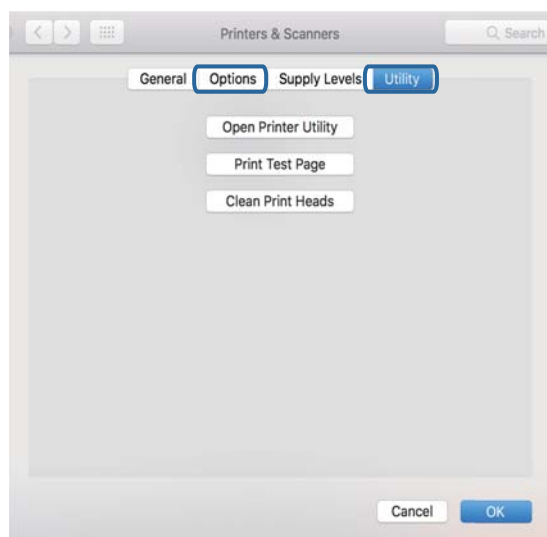 Printers & Scanners Search
General Options Supply Levels Utility
Open Printer Utility
Print Test Page
Clean Print Heads
Cancel OK